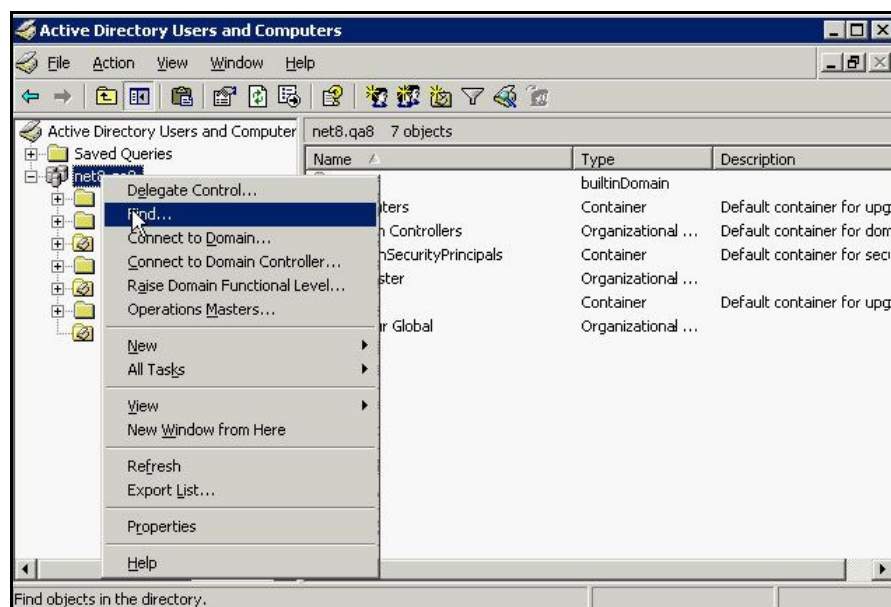 Active Directory Users and Computers
File Action View Window Help
Active Directory Users and Computer
net8.qa8 7 objects
Saved Queries
Name Type Description
net8.qa8
builtinDomain
Container Default container for upg
Controllers Organizational ... Default container for dom
nSecurityPrincipals Container Default container for secu
Organizational ...
Container Default container for upg
Global Organizational ...
Delegate Control...
Find...
Connect to Domain...
Connect to Domain Controller...
Raise Domain Functional Level...
Operations Masters...
New
All Tasks
View
New Window from Here
Refresh
Export List...
Properties
Help
Find objects in the directory.